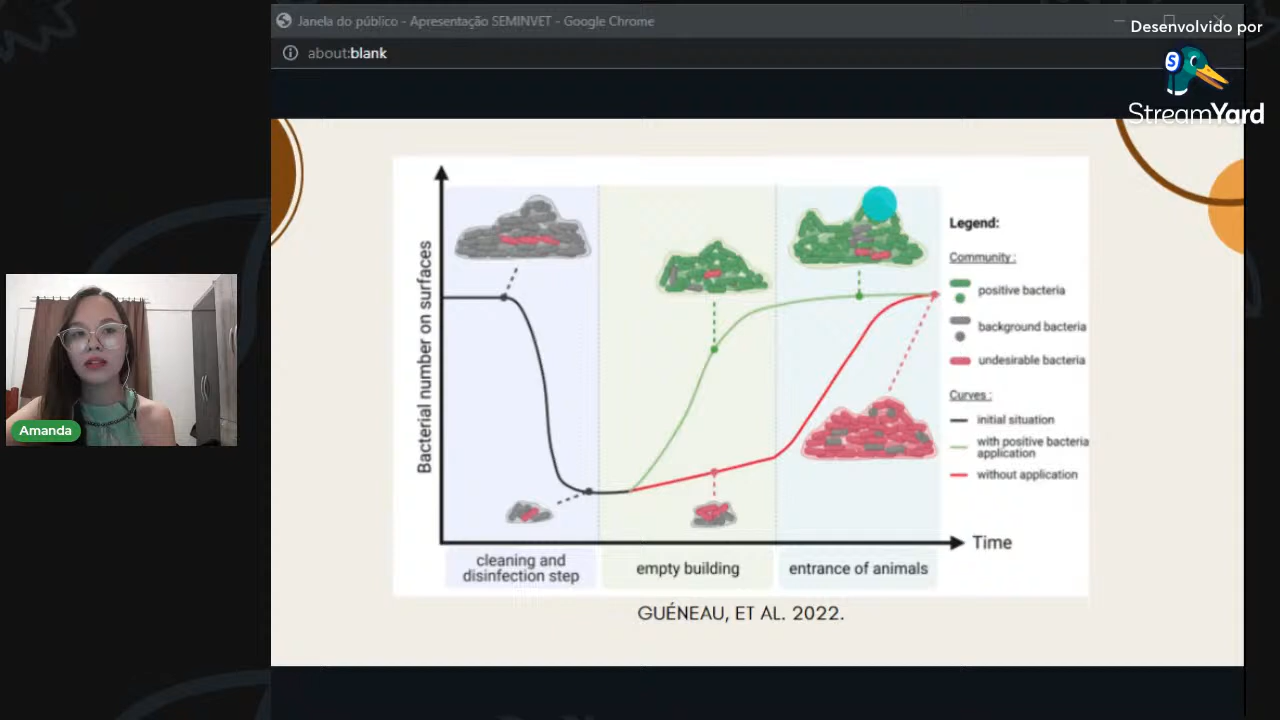 Janela do público - Apresentação SEMINVET - Google Chrome
about:blank
Desenvolvido por
S
StreamYard
Amanda
Bacterial number on surfaces
Legend:
Community :
positive bacteria
background bacteria
undesirable bacteria
Curves :
initial situation
with positive bacteria
application
without application
Time
cleaning and
disinfection step
empty building
entrance of animals
GUÉNEAU, ET AL. 2022.